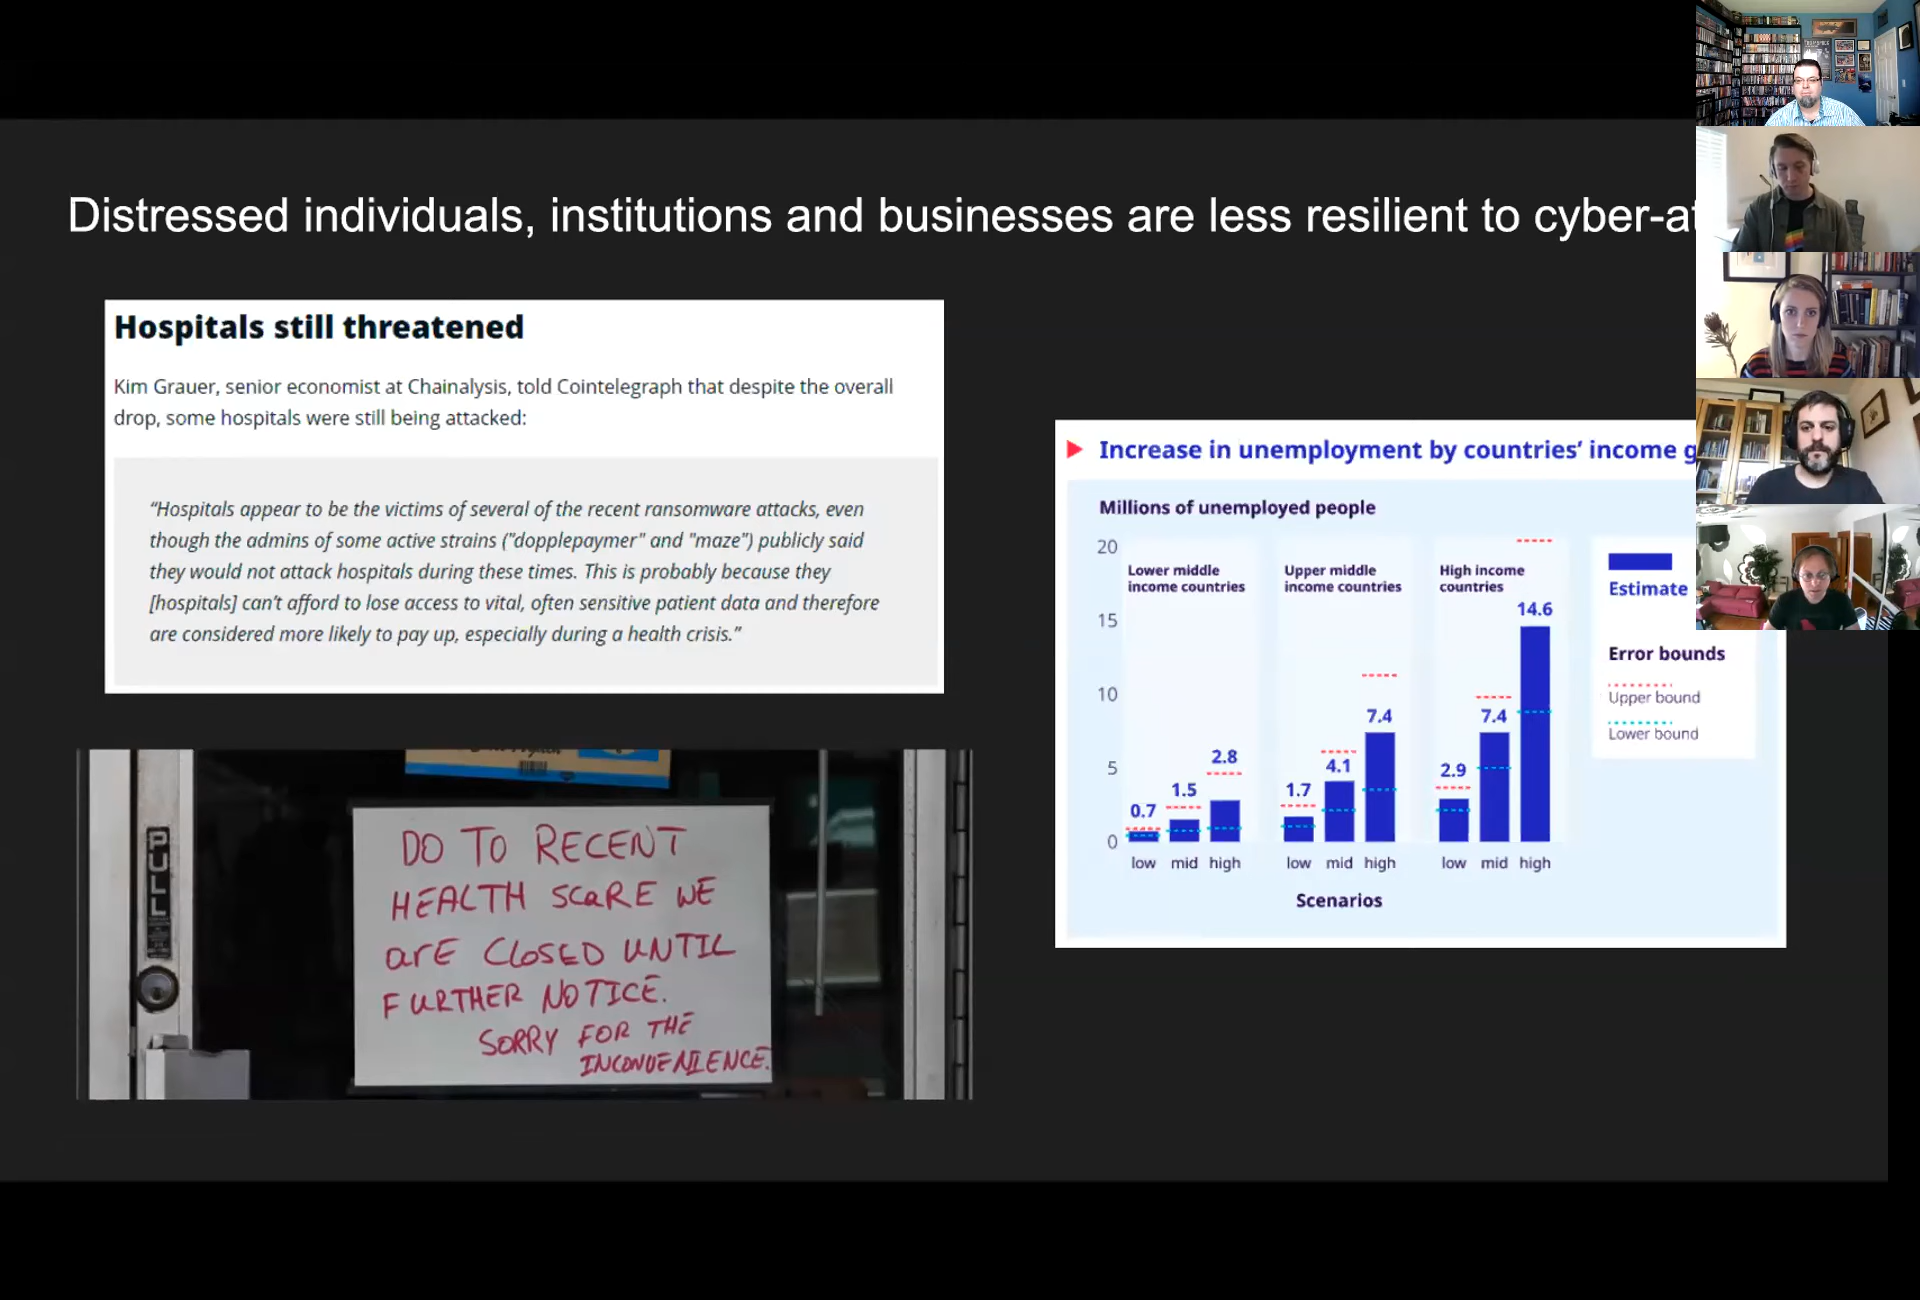 Distressed individuals, institutions and businesses are less resilient to cyber-at
Hospitals still threatened
Kim Grauer, senior economist at Chainalysis, told Cointelegraph that despite the overall
drop, some hospitals were still being attacked:
“Hospitals appear to be the victims of several of the recent ransomware attacks, even
though the admins of some active strains ("dopplepaymer" and "maze") publicly said
they would not attack hospitals during these times. This is probably because they
[hospitals] can’t afford to lose access to vital, often sensitive patient data and therefore
are considered more likely to pay up, especially during a health crisis.”
PULL
DO TO RECENT
HEALTH SCARE WE
ARE CLOSED UNTIL
FURTHER NOTICE.
SORRY FOR THE
INCONVENIENCE.
Increase in unemployment by countries’ income g
Millions of unemployed people
20
15
10
5
0
Lower middle
income countries
0.7
1.5
2.8
low mid high
Upper middle
income countries
1.7
4.1
7.4
low mid high
High income
countries
2.9
7.4
14.6
low mid high
Scenarios
Estimate
Error bounds
Upper bound
Lower bound